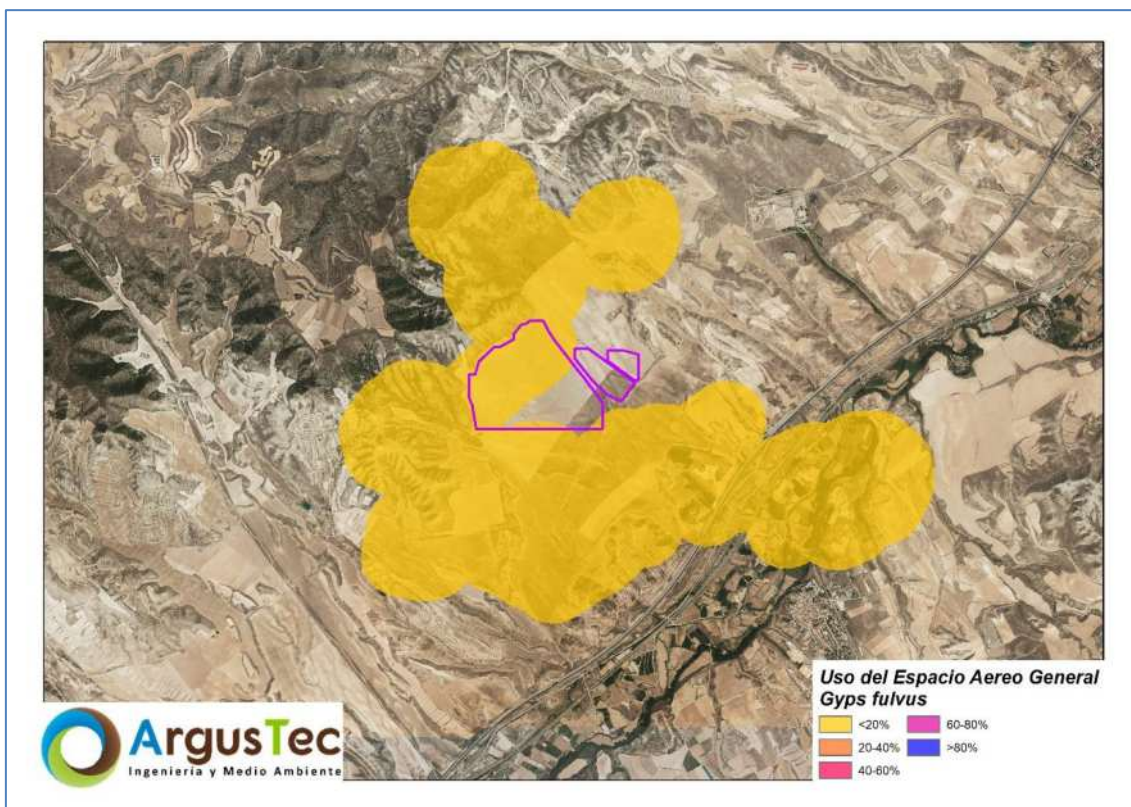 Uso del Espacio Aereo General
Gyps fulvus
<20%
60-80%
20-40%
>80%
40-60%
ArgusTec
Ingeniería y Medio Ambiente